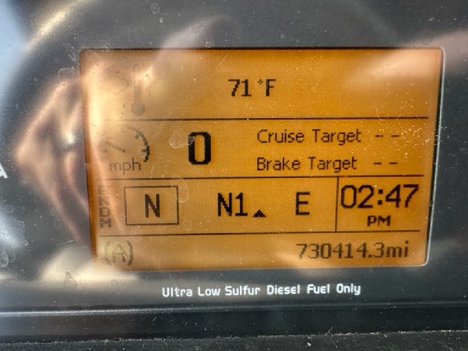 71°F
0 mph
Cruise Target --
Brake Target --
ECON
N N1 E
02:47 PM
(A)
730414.3mi
Ultra Low Sulfur Diesel Fuel Only